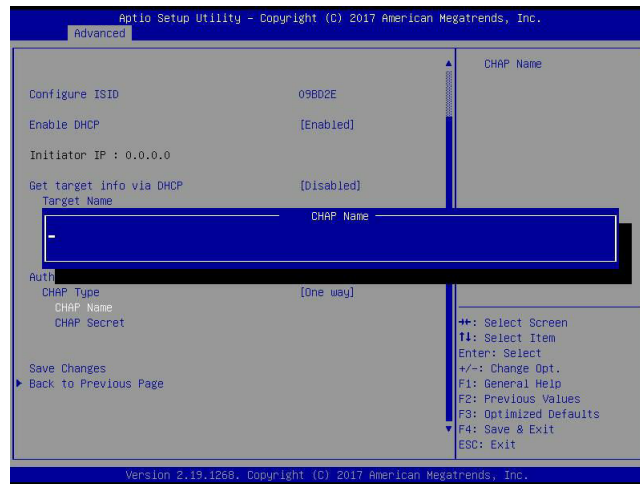 Aptio Setup Utility – Copyright (C) 2017 American Megatrends, Inc.
Advanced
CHAP Name
Configure ISID 09BD2E
Enable DHCP [Enabled]
Initiator IP : 0.0.0.0
Get target info via DHCP [Disabled]
Target Name
CHAP Name
Auth
CHAP Type [One way]
CHAP Name
CHAP Secret
Save Changes
Back to Previous Page
→←: Select Screen
↑↓: Select Item
Enter: Select
+/-: Change Opt.
F1: General Help
F2: Previous Values
F3: Optimized Defaults
F4: Save & Exit
ESC: Exit
Version 2.19.1268. Copyright (C) 2017 American Megatrends, Inc.